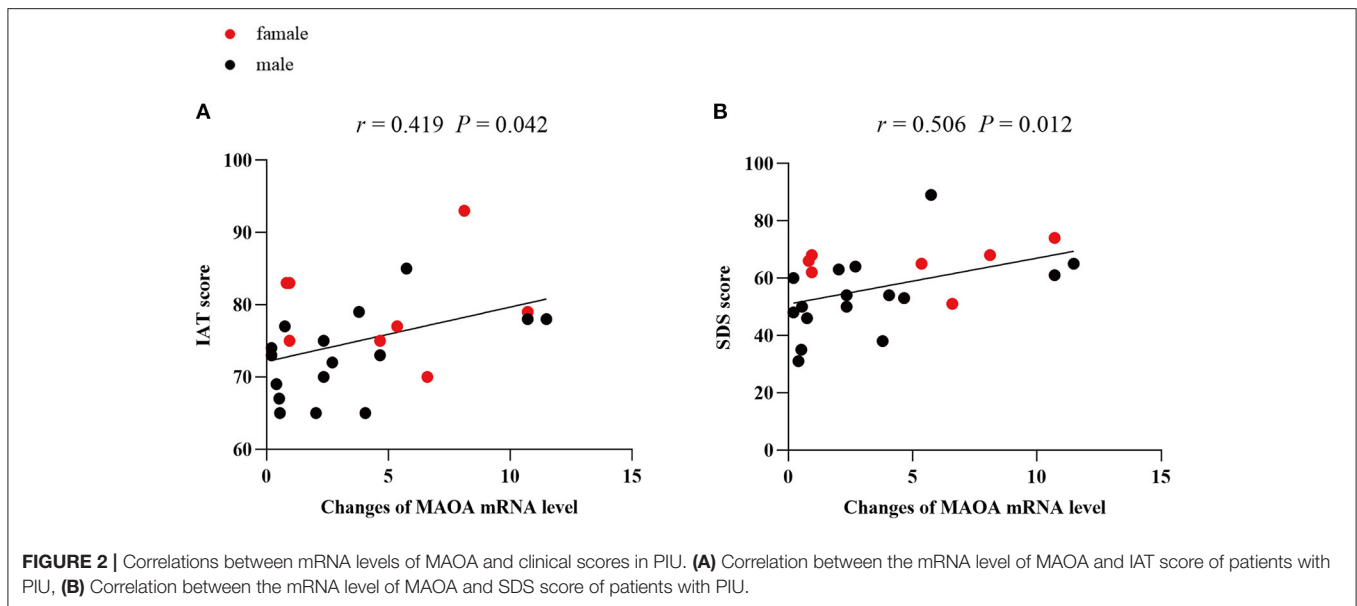 famale
male
A
r = 0.419 P = 0.042
100
90
80
70
60
IAT score
0
5
10
15
Changes of MAOA mRNA level
B
r = 0.506 P = 0.012
100
80
60
40
20
0
SDS score
0
5
10
15
Changes of MAOA mRNA level
FIGURE 2 | Correlations between mRNA levels of MAOA and clinical scores in PIU. (A) Correlation between the mRNA level of MAOA and IAT score of patients with
PIU, (B) Correlation between the mRNA level of MAOA and SDS score of patients with PIU.